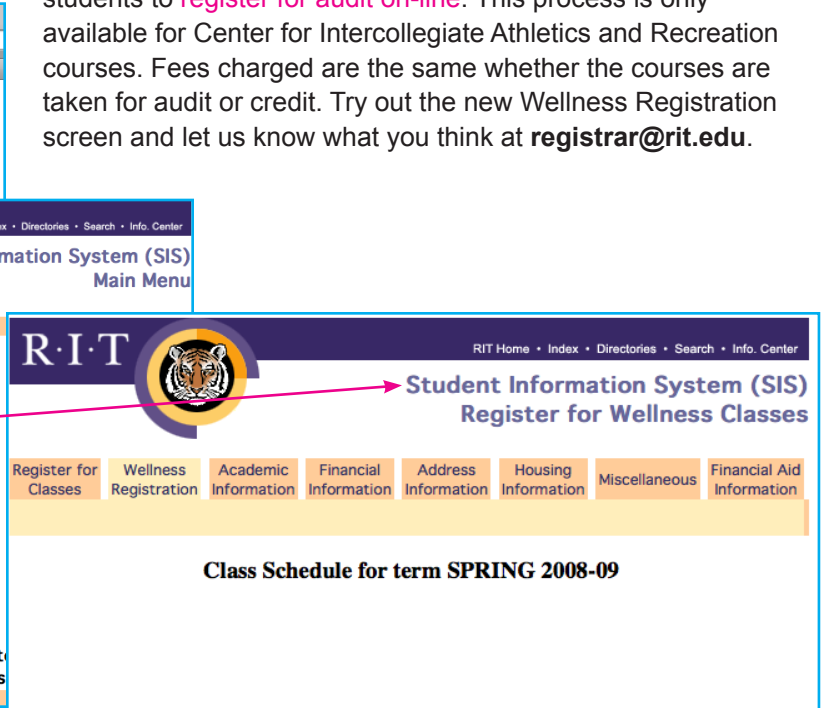 students to register for audit on-line. This process is only
available for Center for Intercollegiate Athletics and Recreation
courses. Fees charged are the same whether the courses are
taken for audit or credit. Try out the new Wellness Registration
screen and let us know what you think at registrar@rit.edu.
• Directories • Search • Info. Center
System (SIS)
Main Menu
R·I·T
RIT Home • Index • Directories • Search • Info. Center
Student Information System (SIS)
Register for Wellness Classes
Register for Classes
Wellness Registration
Academic Information
Financial Information
Address Information
Housing Information
Miscellaneous
Financial Aid Information
Class Schedule for term SPRING 2008-09